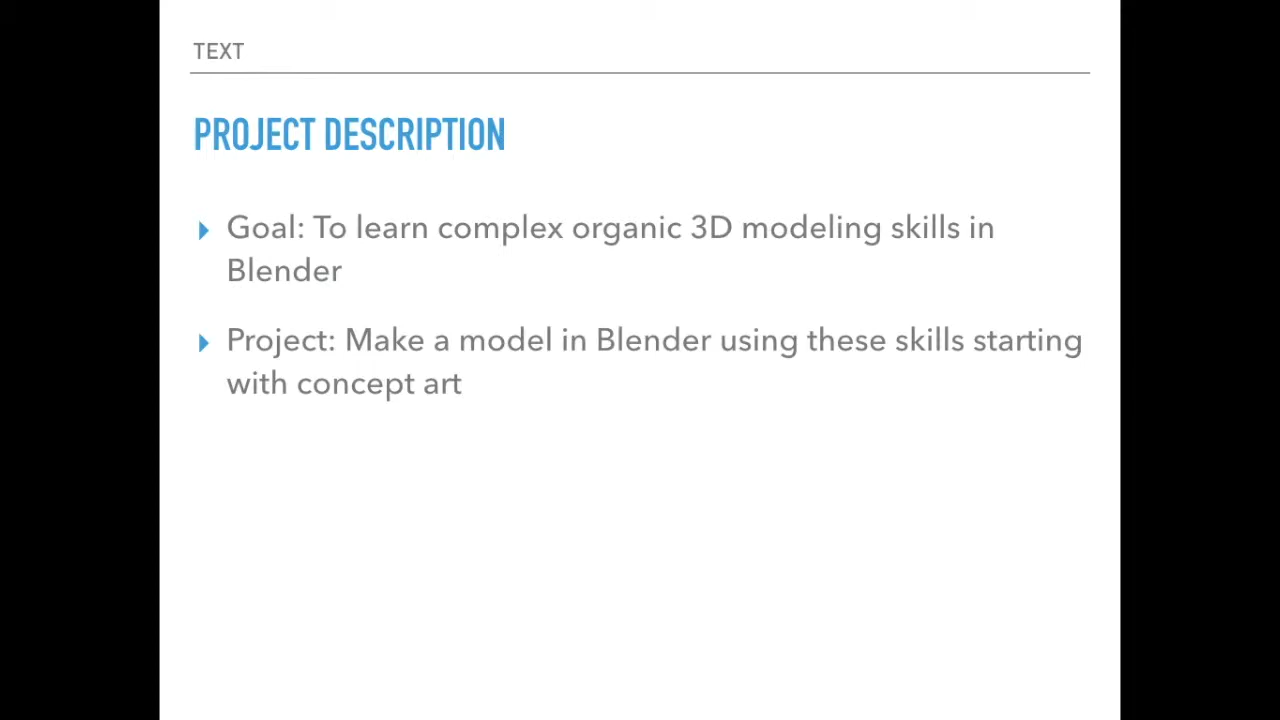 TEXT
PROJECT DESCRIPTION
Goal: To learn complex organic 3D modeling skills in
Blender
Project: Make a model in Blender using these skills starting
with concept art